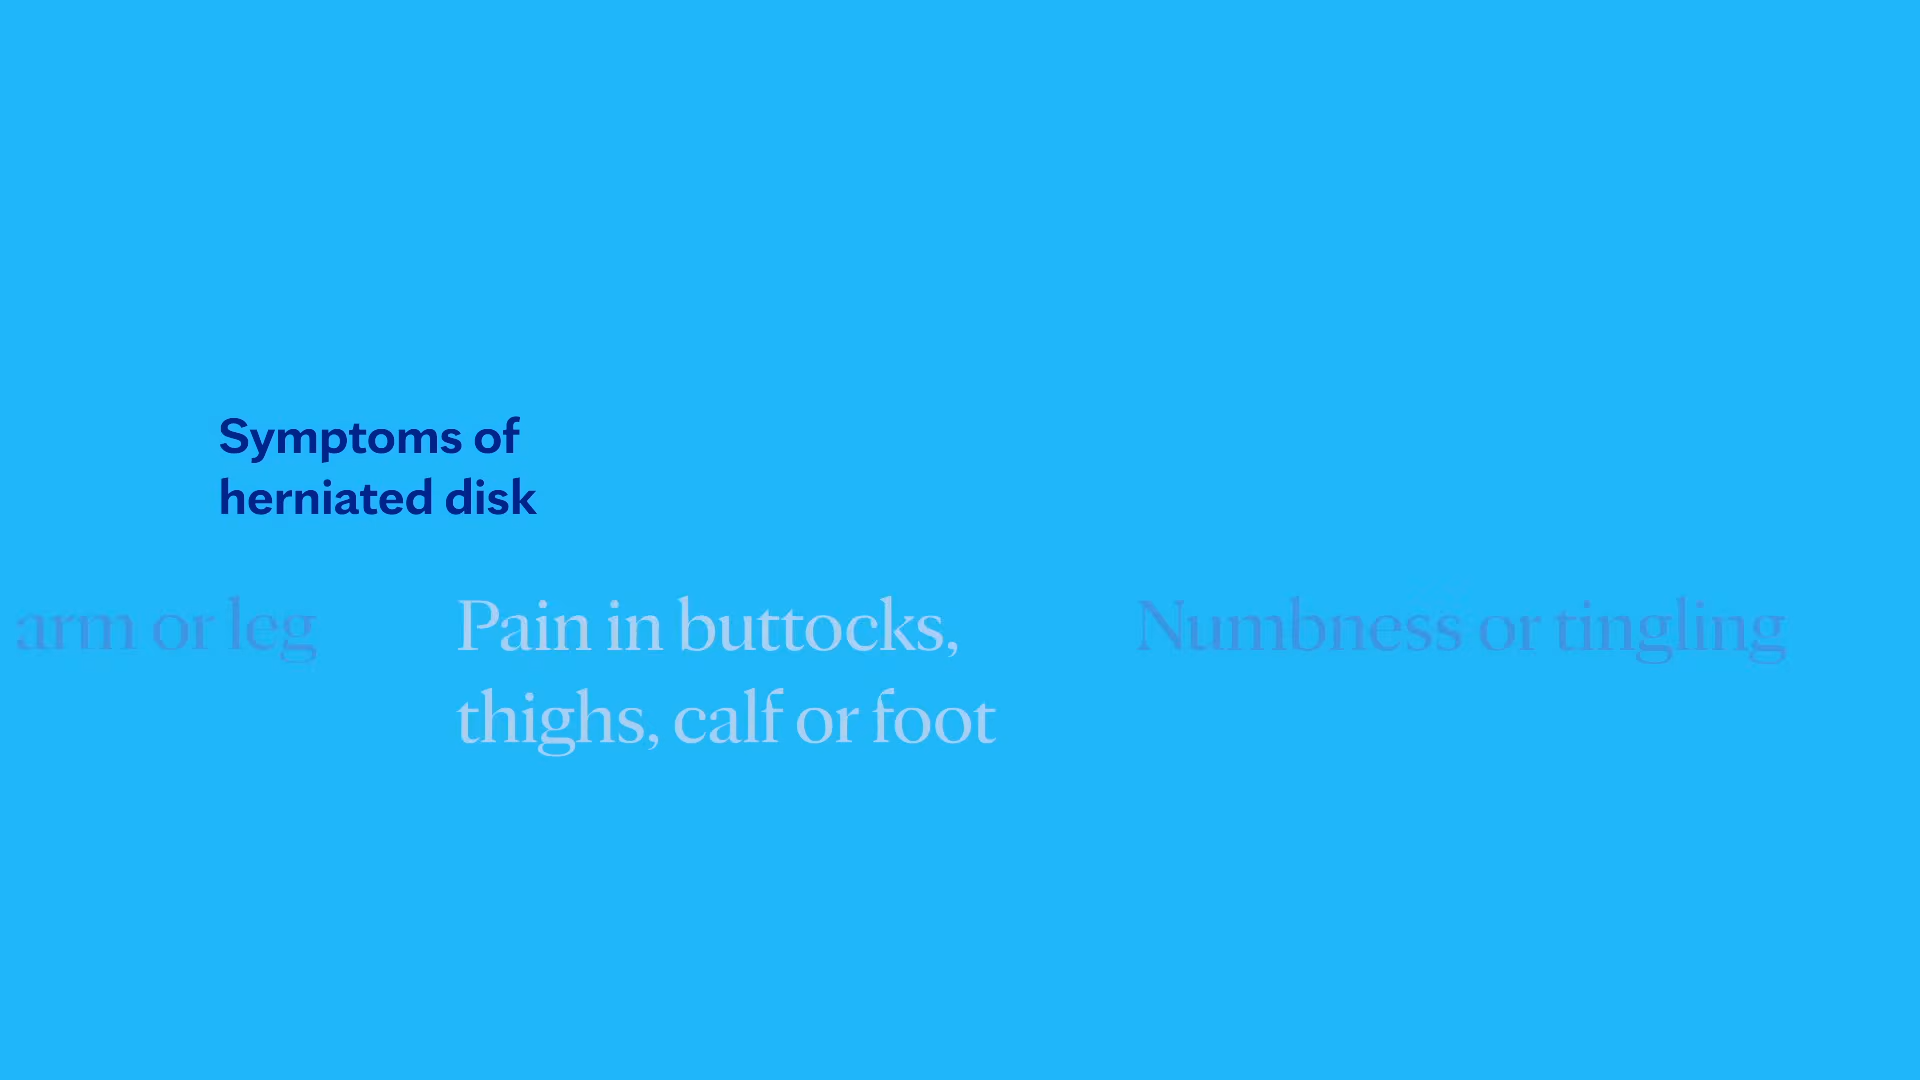 Symptoms of
herniated disk
arm or leg
Pain in buttocks,
thighs, calf or foot
Numbness or tingling